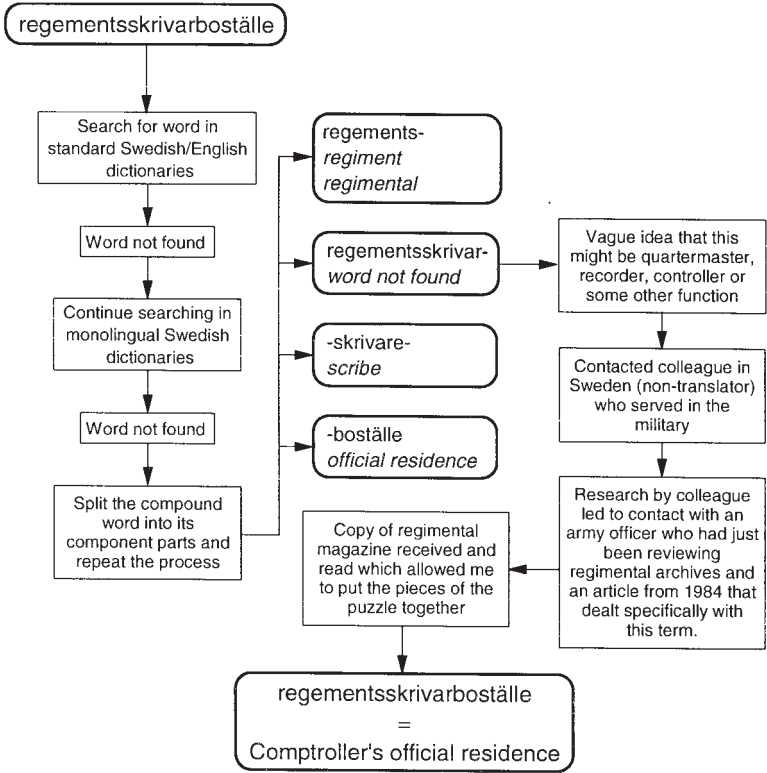 regementsskrivarboställe
Search for word in
standard Swedish/English
dictionaries
Word not found
Continue searching in
monolingual Swedish
dictionaries
Word not found
Split the compound
word into its
component parts and
repeat the process
regements-
regiment
regimental
regementsskrivar-
word not found
-skrivare-
scribe
-boställe
official residence
Vague idea that this
might be quartermaster,
recorder, controller or
some other function
Contacted colleague in
Sweden (non-translator)
who served in the
military
Research by colleague
led to contact with an
army officer who had just
been reviewing
regimental archives and
an article from 1984 that
dealt specifically with
this term.
Copy of regimental
magazine received and
read which allowed me
to put the pieces of the
puzzle together
regementsskrivarboställe
=
Comptroller's official residence